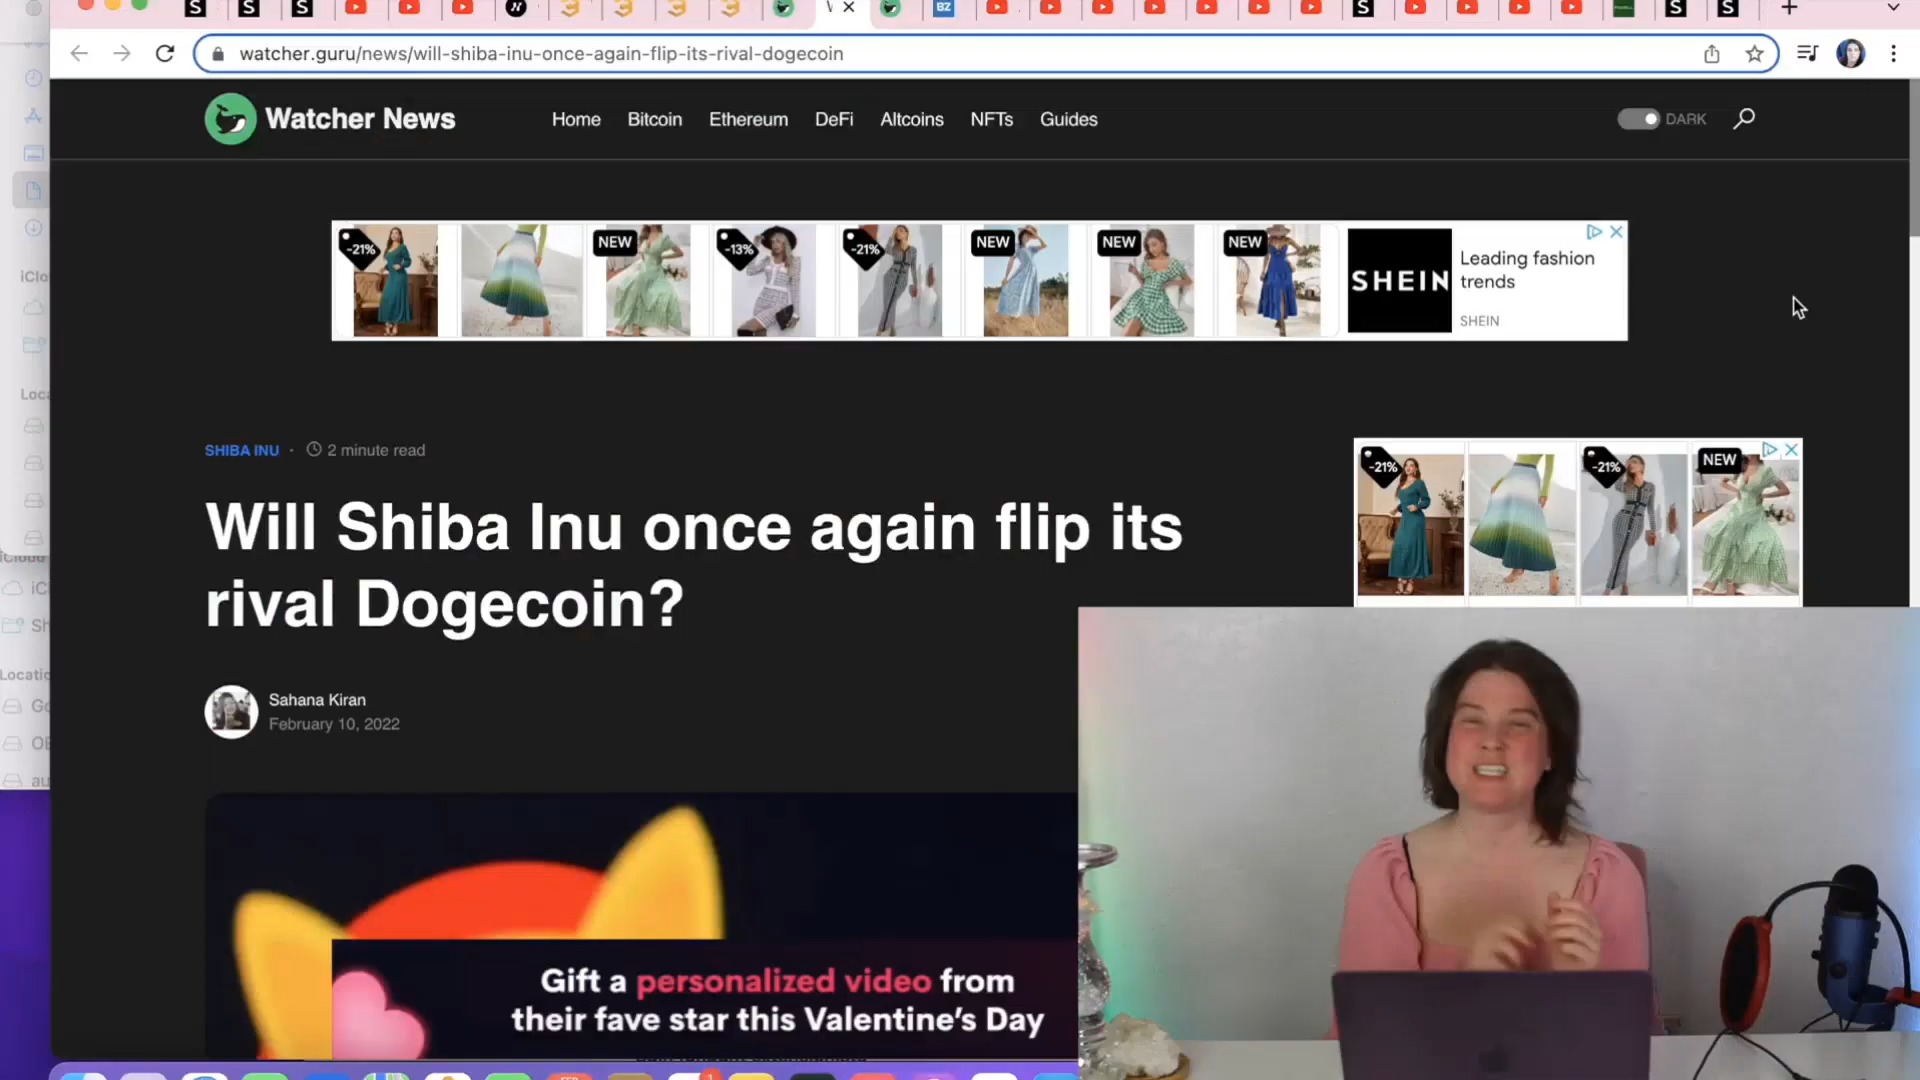 watcher.guru/news/will-shiba-inu-once-again-flip-its-rival-dogecoin
Watcher News
Home Bitcoin Ethereum DeFi Altcoins NFTs Guides
DARK
-21% NEW -13% -21% NEW NEW NEW
SHEIN
Leading fashion
trends
SHEIN
SHIBA INU · 2 minute read
-21% -21% NEW
Will Shiba Inu once again flip its
rival Dogecoin?
Sahana Kiran
February 10, 2022
Gift a personalized video from
their fave star this Valentine's Day